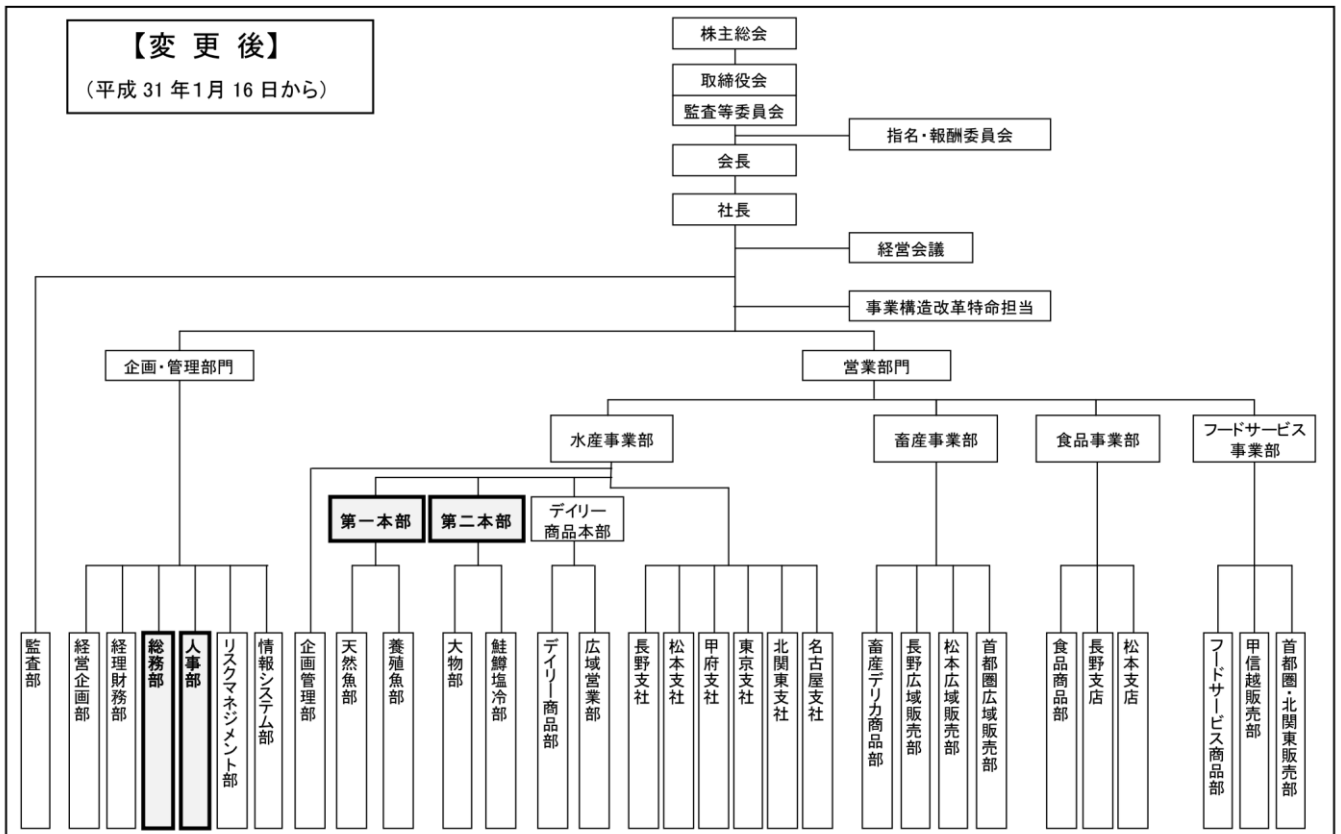 【変 更 後】
（平成 31 年１月 16 日から）
株主総会
取締役会
監査等委員会
指名・報酬委員会
会長
社長
経営会議
事業構造改革特命担当
企画・管理部門
営業部門
水産事業部
畜産事業部
食品事業部
フードサービス
事業部
第一本部
第二本部
デイリー
商品本部
監査部
経営企画部
経理財務部
総務部
人事部
リスクマネジメント部
情報システム部
企画管理部
天然魚部
養殖魚部
大物部
鮭鱒塩冷部
デイリー商品部
広域営業部
長野支社
松本支社
甲府支社
東京支社
北関東支社
名古屋支社
畜産デリカ商品部
長野広域販売部
松本広域販売部
首都圏広域販売部
食品商品部
長野支店
松本支店
フードサービス商品部
甲信越販売部
首都圏・北関東販売部